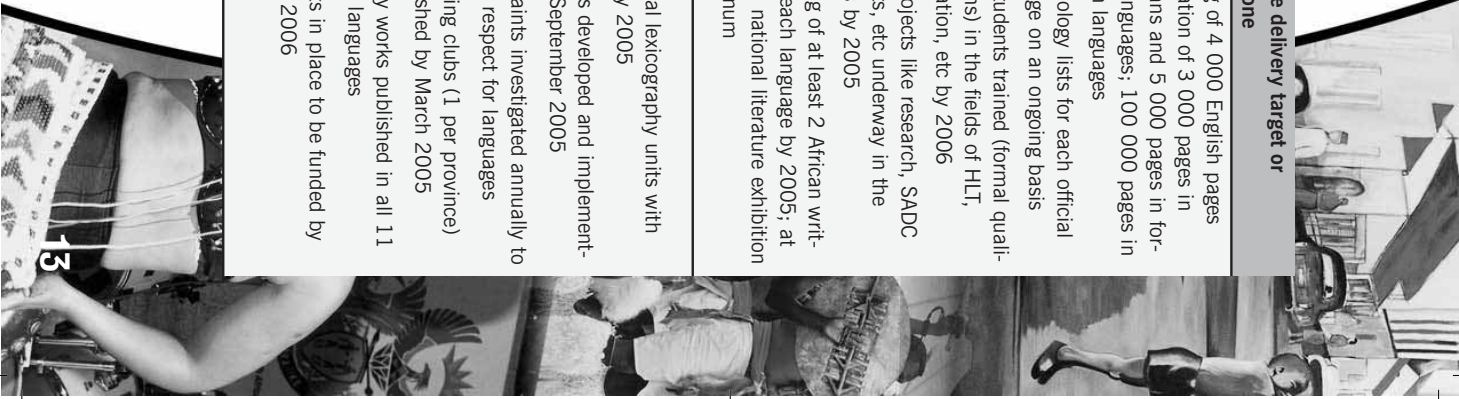 e delivery target or
one
g of 4 000 English pages
ation of 3 000 pages in
ans and 5 000 pages in for-
nguages; 100 000 pages in
n languages
ology lists for each official
ge on an ongoing basis
tudents trained (formal quali-
ns) in the fields of HLT,
ation, etc by 2006
ojects like research, SADC
s, etc underway in the
, by 2005
g of at least 2 African writ-
each language by 2005; at
national literature exhibition
num
al lexicography units with
y 2005
s developed and implement-
September 2005
aints investigated annually to
respect for languages
ing clubs (1 per province)
shed by March 2005
y works published in all 11
languages
ts in place to be funded by
2006
13